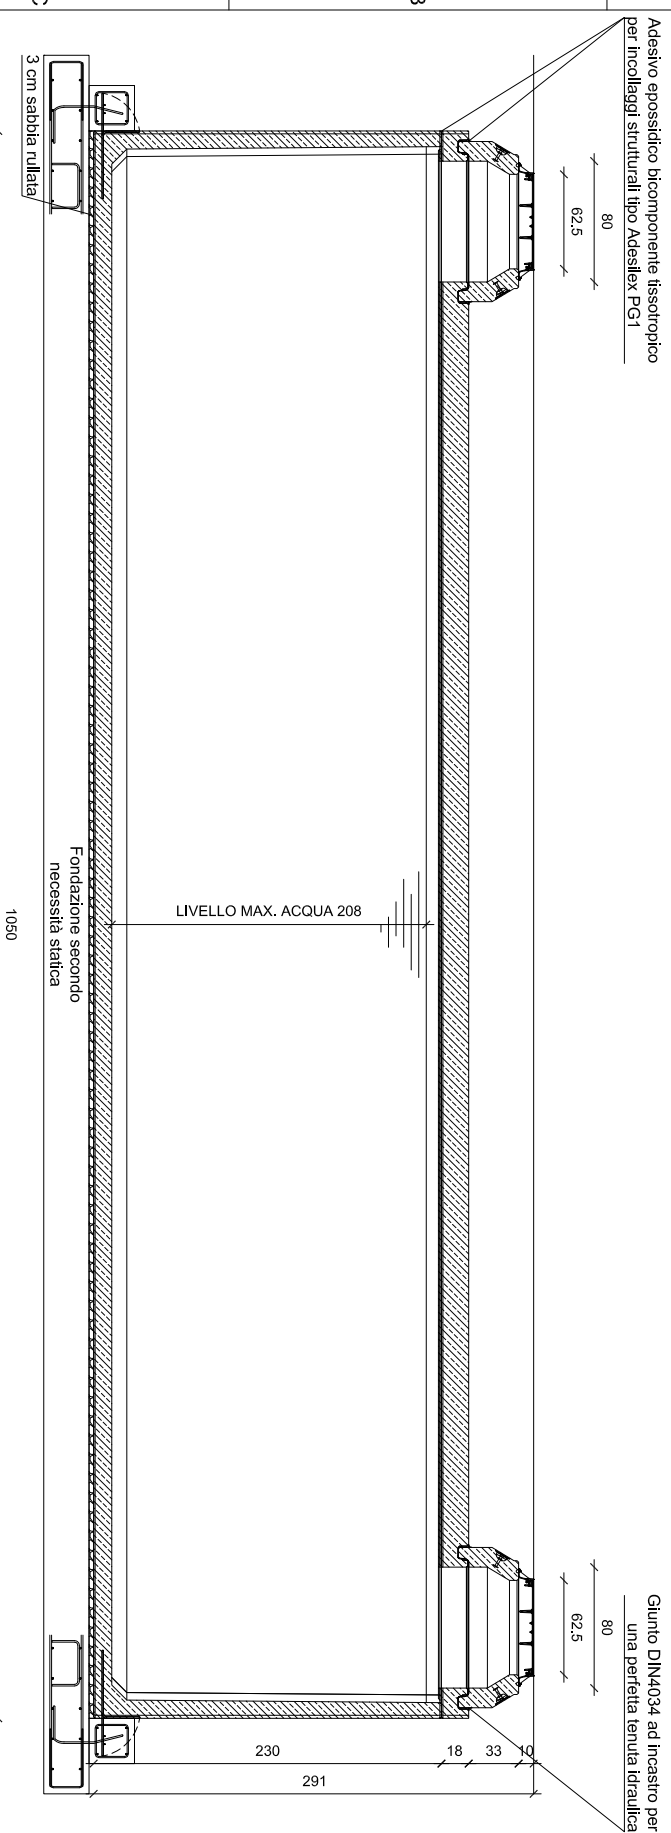 Adesivo epossidico bicomponente tissotropico
per incollaggi strutturali tipo Adesilex PG1
80
62.5
Giunto DIN4034 ad incastro per
una perfetta tenuta idraulica
80
62.5
LIVELLO MAX. ACQUA 208
3 cm sabbia rullata
Fondazione secondo
necessità statica
1050
230
18
33
10
291